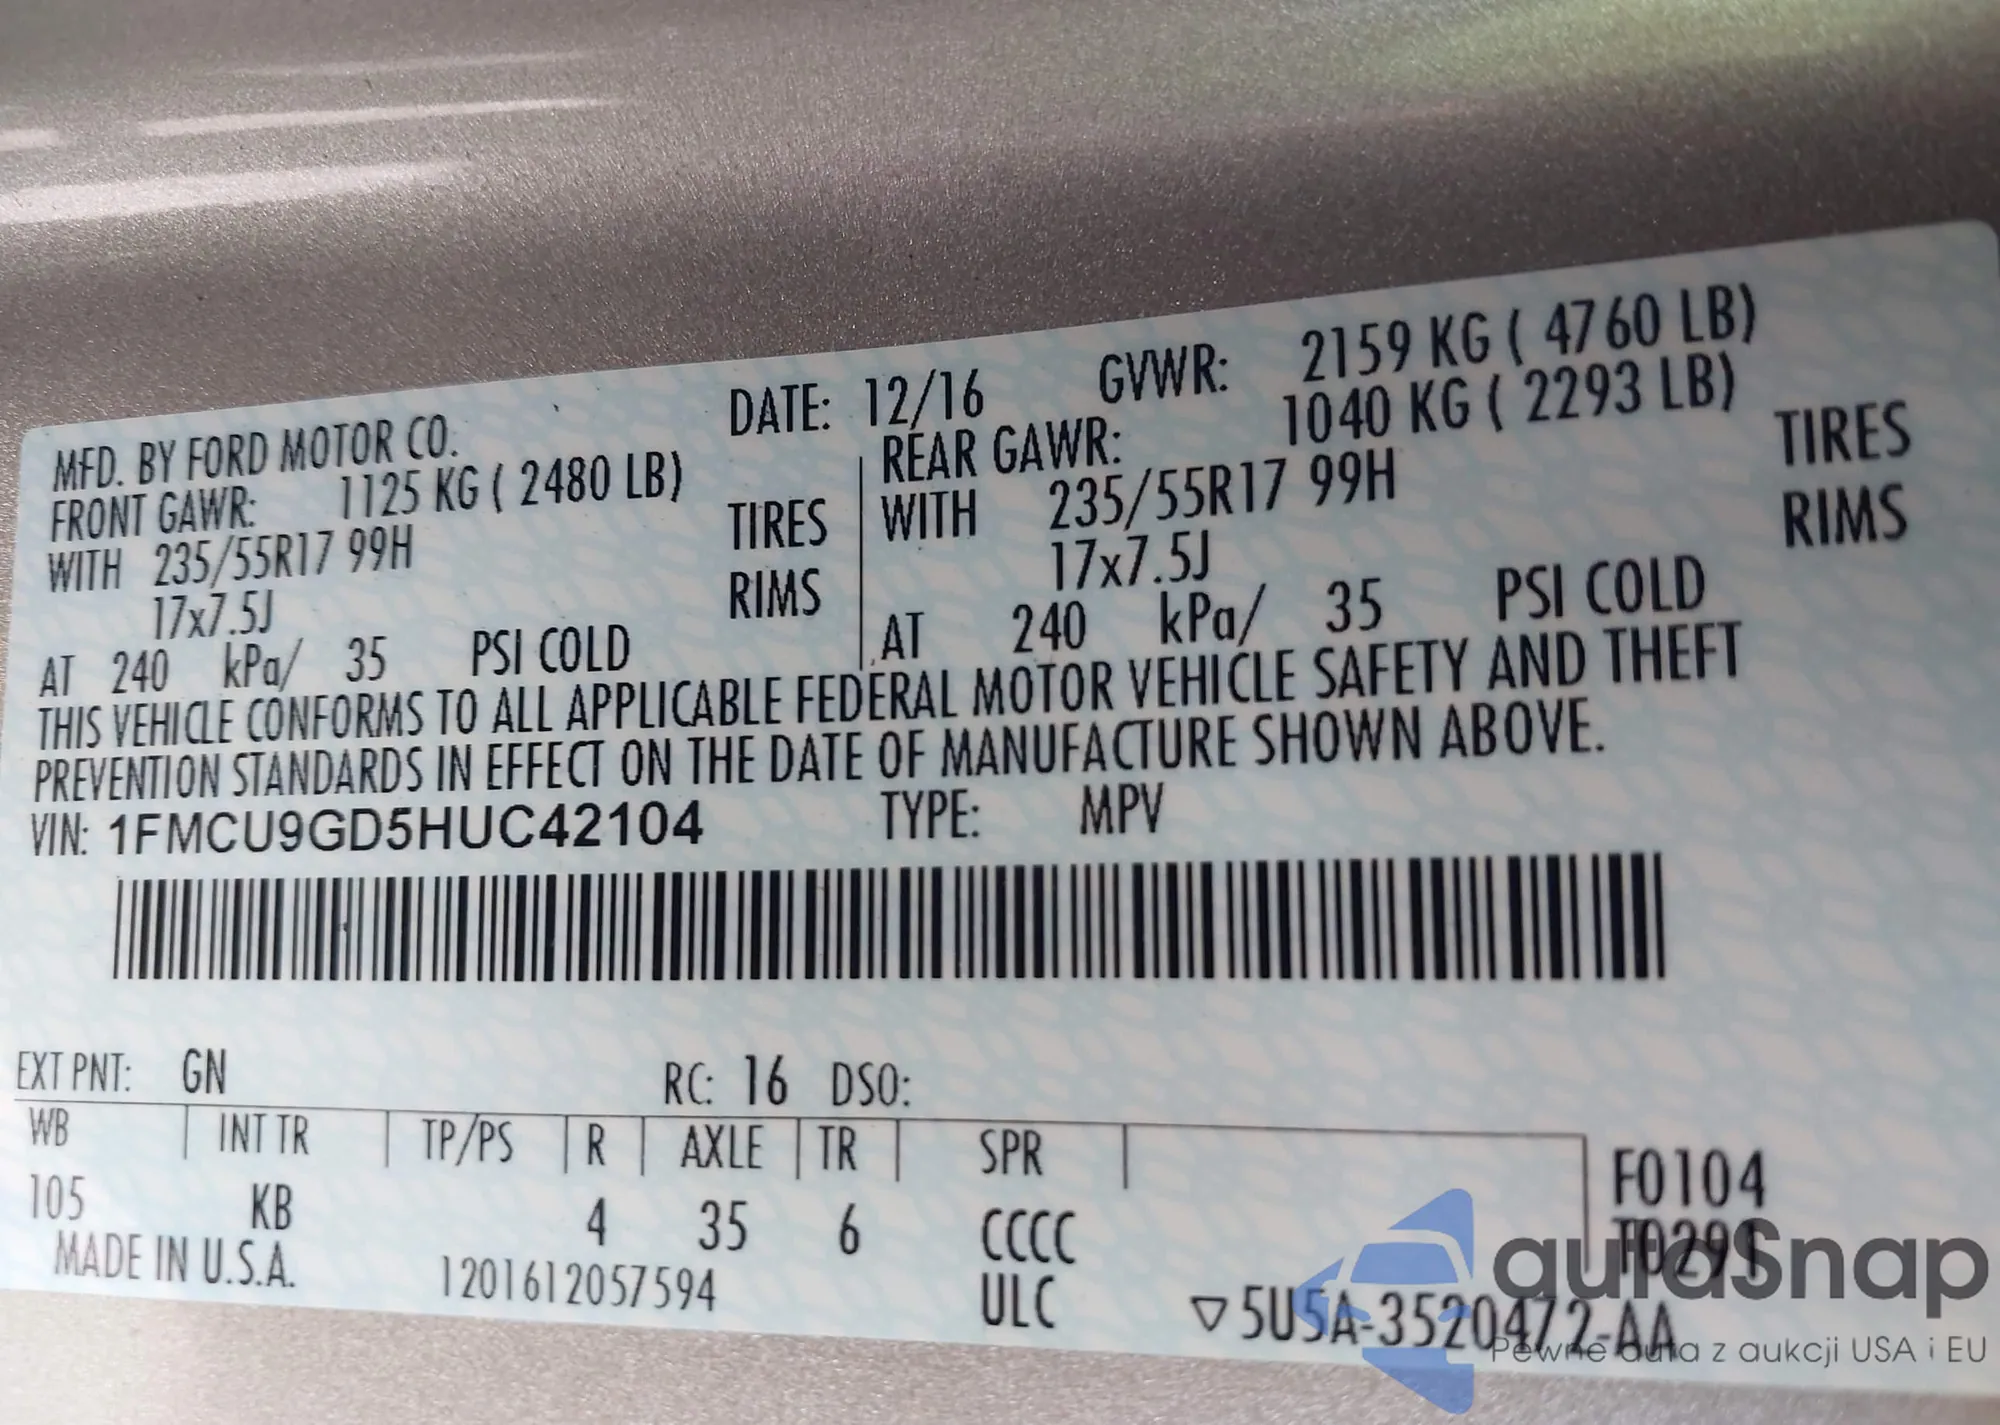 MFD. BY FORD MOTOR CO. DATE: 12/16 GVWR: 2159 KG ( 4760 LB)
FRONT GAWR: 1125 KG ( 2480 LB) REAR GAWR: 1040 KG ( 2293 LB)
WITH 235/55R17 99H TIRES WITH 235/55R17 99H TIRES
17x7.5J RIMS 17x7.5J RIMS
AT 240 kPa/ 35 PSI COLD AT 240 kPa/ 35 PSI COLD
THIS VEHICLE CONFORMS TO ALL APPLICABLE FEDERAL MOTOR VEHICLE SAFETY AND THEFT
PREVENTION STANDARDS IN EFFECT ON THE DATE OF MANUFACTURE SHOWN ABOVE.
VIN: 1FMCU9GD5HUC42104 TYPE: MPV
EXT PNT: GN RC: 16 DSO:
WB INT TR TP/PS R AXLE TR SPR
105 KB 4 35 6 CCCC
F0104
T0291
MADE IN U.S.A. 1201612057594 ULC ▽5U5A-3520472-AA
autaSnap
Pewne auta z aukcji USA i EU